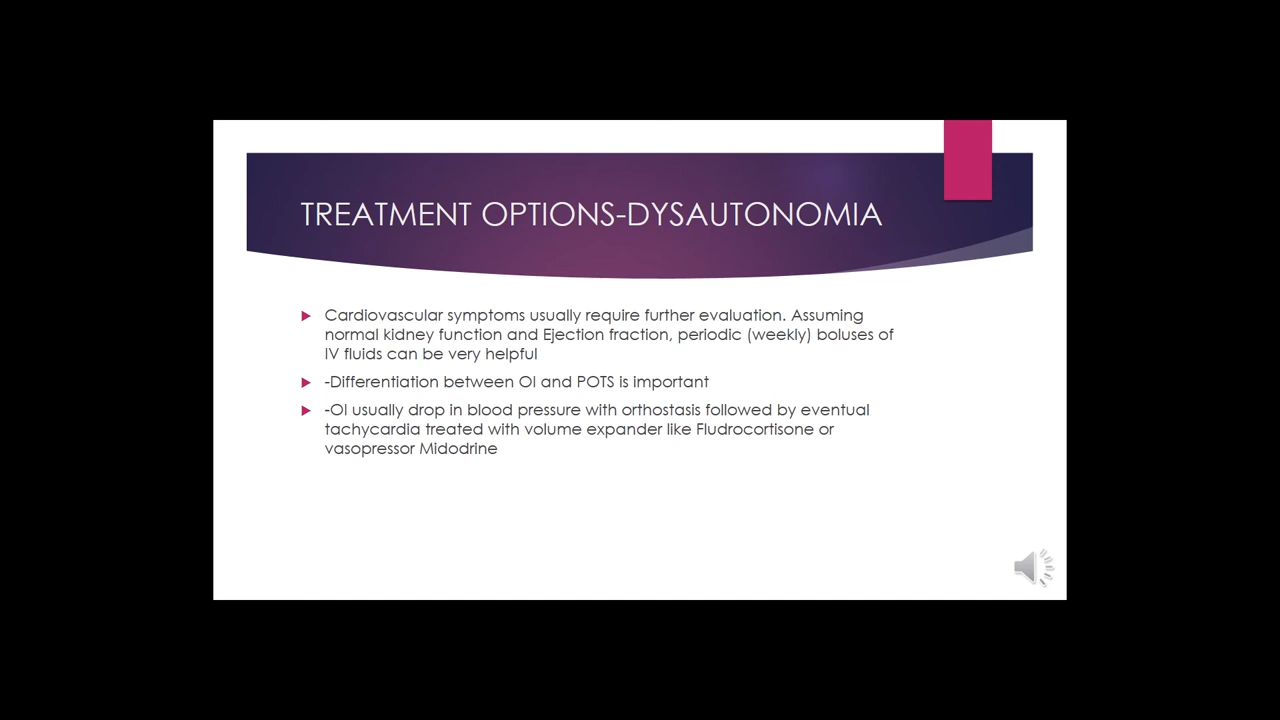 TREATMENT OPTIONS-DYSAUTONOMIA
Cardiovascular symptoms usually require further evaluation. Assuming
normal kidney function and Ejection fraction, periodic (weekly) boluses of
IV fluids can be very helpful
-Differentiation between OI and POTS is important
-OI usually drop in blood pressure with orthostasis followed by eventual
tachycardia treated with volume expander like Fludrocortisone or
vasopressor Midodrine